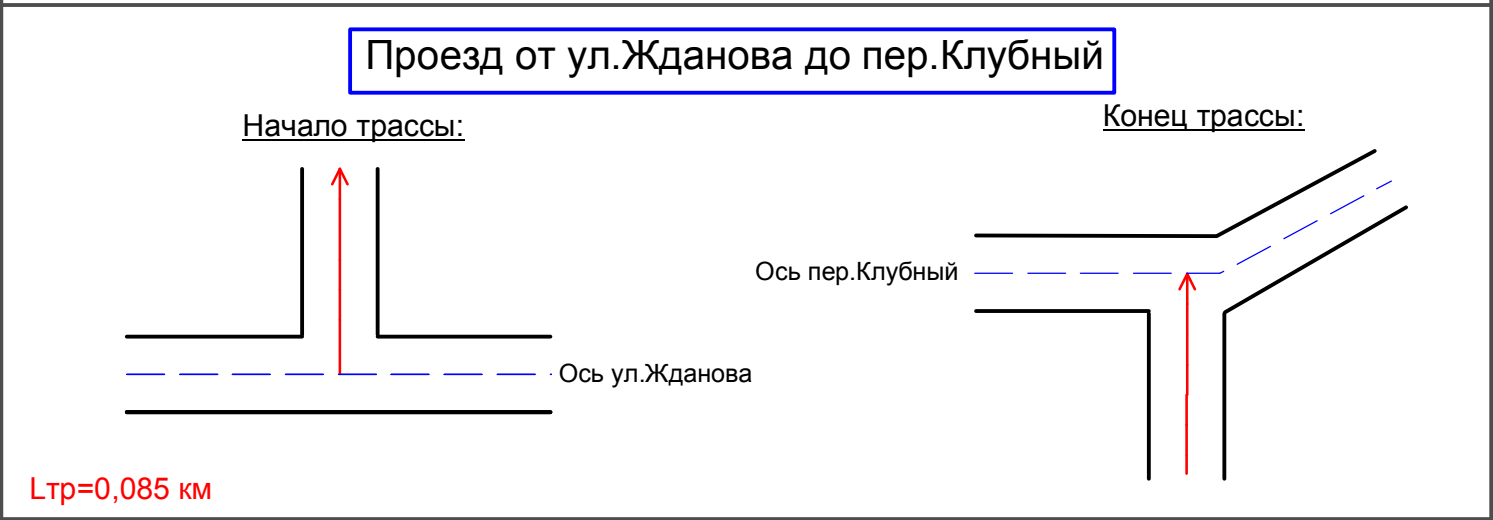 Проезд от ул.Жданова до пер.Клубный
Начало трассы:
Конец трассы:
Ось пер.Клубный
Ось ул.Жданова
Lтр=0,085 км